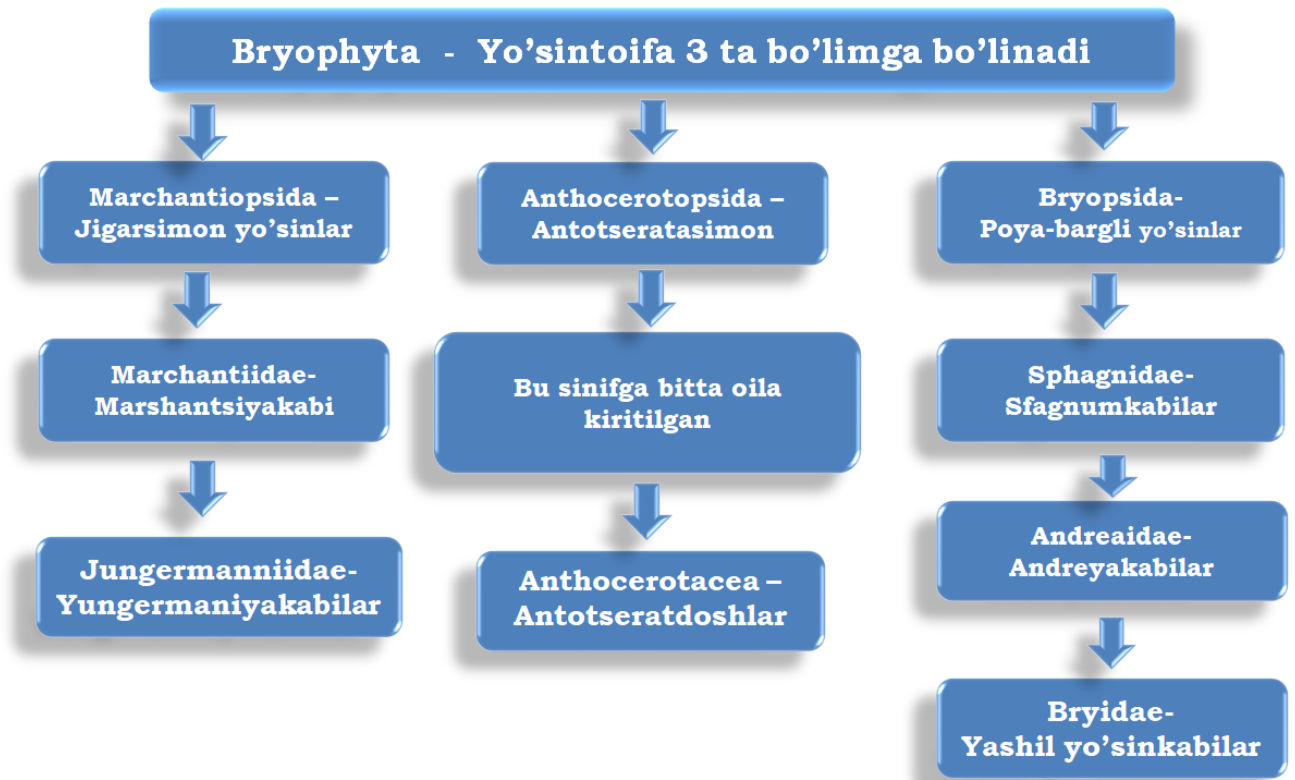 Bryophyta - Yo’sintoifa 3 ta bo’limga bo’linadi
Marchantiopsida –
Jigarsimon yo’sinlar
Marchantiidae-
Marshantsiyakabi
Jungermanniidae-
Yungermaniyakabilar
Anthocerotopsida –
Antotseratasimon
Bu sinifga bitta oila
kiritilgan
Anthocerotacea –
Antotseratdoshlar
Bryopsida-
Poya-bargli yo’sinlar
Sphagnidae-
Sfagnumkabilar
Andreaidae-
Andreyakabilar
Bryidae-
Yashil yo’sinkabilar